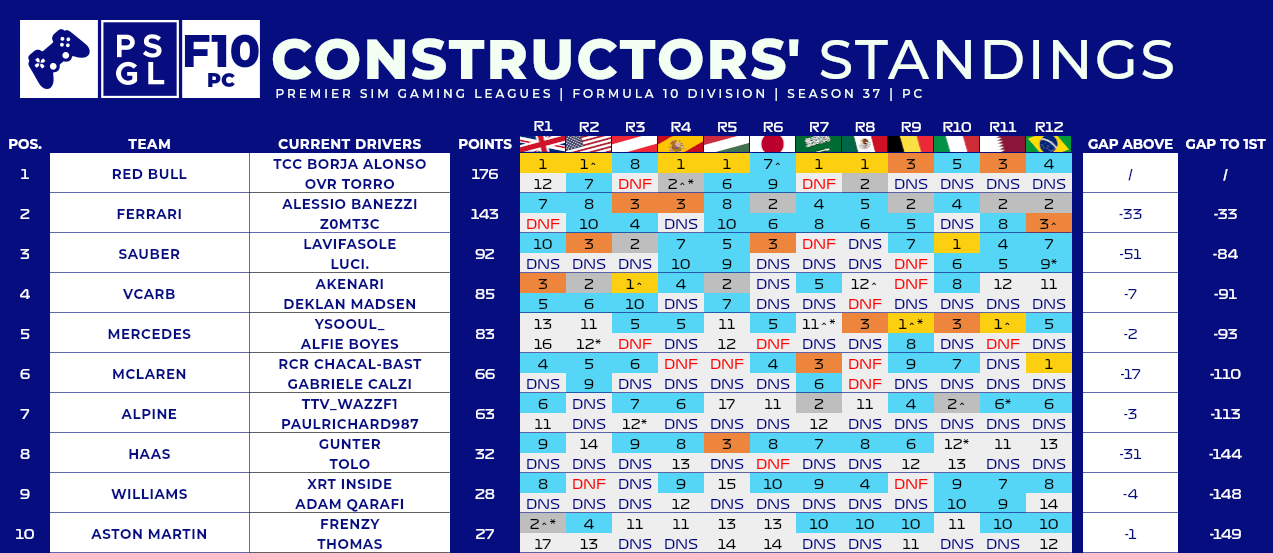 PS
GL
F10
PC
CONSTRUCTORS' STANDINGS
PREMIER SIM GAMING LEAGUES | FORMULA 10 DIVISION | SEASON 37 | PC
POS. TEAM CURRENT DRIVERS POINTS R1 R2 R3 R4 R5 R6 R7 R8 R9 R10 R11 R12 GAP ABOVE GAP TO 1ST
TCC BORJA ALONSO 1 1^ 8 1 1 7^ 1 1 3 5 3 4
1 RED BULL 176 / /
OVR TORRO 12 7 DNF 2^* 6 9 DNF 2 DNS DNS DNS DNS
ALESSIO BANEZZI 7 8 3 3 8 2 4 5 2 4 2 2
2 FERRARI 143 -33 -33
Z0MT3C DNF 10 4 DNS 10 6 8 6 5 DNS 8 3^
LAVIFASOLE 10 3 2 7 5 3 DNF DNS 7 1 4 7
3 SAUBER 92 -51 -84
LUCI. DNS DNS DNS 10 9 DNS DNS DNS DNF 6 5 9*
AKENARI 3 2 1^ 4 2 DNS 5 12^ DNF 8 12 11
4 VCARB 85 -7 -91
DEKLAN MADSEN 5 6 10 DNS 7 DNS DNS DNF DNS DNS DNS DNS
YSOOUL_ 13 11 5 5 11 5 11^* 3 1^* 3 1^ 5
5 MERCEDES 83 -2 -93
ALFIE BOYES 16 12* DNF DNS 12 DNF DNS DNS 8 DNS DNF DNS
RCR CHACAL-BAST 4 5 6 DNF DNF 4 3 DNF 9 7 DNS 1
6 MCLAREN 66 -17 -110
GABRIELE CALZI DNS 9 DNS DNS DNS DNS 6 DNF DNS DNS DNS DNS
TTV_WAZZF1 6 DNS 7 6 17 11 2 11 4 2^ 6* 6
7 ALPINE 63 -3 -113
PAULRICHARD987 11 DNS 12* DNS DNS DNS 12 DNS DNS DNS DNS DNS
GUNTER 9 14 9 8 3 8 7 8 6 12* 11 13
8 HAAS 32 -31 -144
TOLO DNS DNS DNS 13 DNS DNF DNS DNS 12 13 DNS DNS
XRT INSIDE 8 DNF DNS 9 15 10 9 4 DNF 9 7 8
9 WILLIAMS 28 -4 -148
ADAM QARAFI DNS DNS DNS 12 DNS DNS DNS DNS DNS 10 9 14
FRENZY 2^* 4 11 11 13 13 10 10 10 11 10 10
10 ASTON MARTIN 27 -1 -149
THOMAS 17 13 DNS DNS 14 14 DNS DNS 11 DNS DNS 12